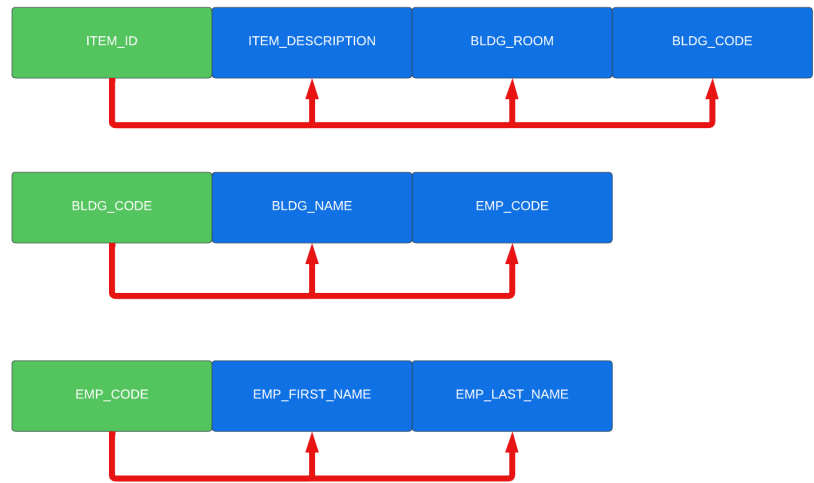 ITEM_ID ITEM_DESCRIPTION BLDG_ROOM BLDG_CODE
BLDG_CODE BLDG_NAME EMP_CODE
EMP_CODE EMP_FIRST_NAME EMP_LAST_NAME